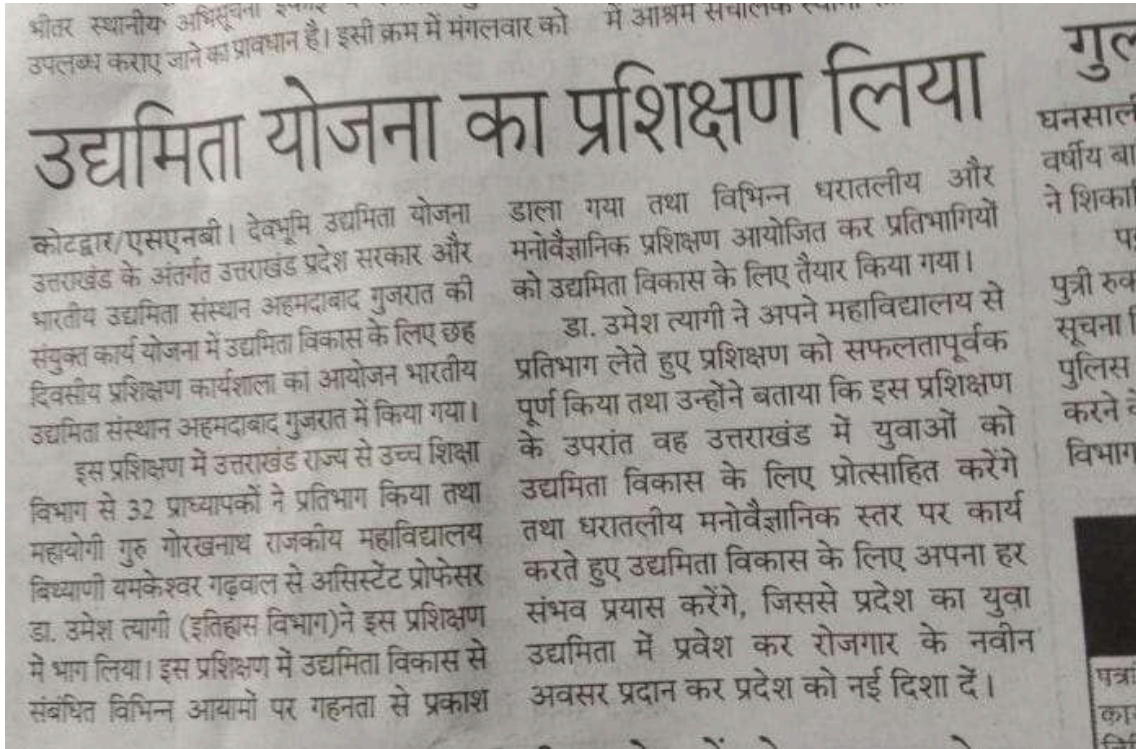 भीतर स्थानीय अधिसूचना
उपलब्ध कराए जाने का प्रावधान है। इसी क्रम में मंगलवार को
में आश्रम संचालक
उद्यमिता योजना का प्रशिक्षण लिया
कोटद्वार/एसएनबी। देवभूमि उद्यमिता योजना
उत्तराखंड के अंतर्गत उत्तराखंड प्रदेश सरकार और
भारतीय उद्यमिता संस्थान अहमदाबाद गुजरात की
संयुक्त कार्य योजना में उद्यमिता विकास के लिए छह
दिवसीय प्रशिक्षण कार्यशाला का आयोजन भारतीय
उद्यमिता संस्थान अहमदाबाद गुजरात में किया गया।
इस प्रशिक्षण में उत्तराखंड राज्य से उच्च शिक्षा
विभाग से 32 प्राध्यापकों ने प्रतिभाग किया तथा
महायोगी गुरु गोरखनाथ राजकीय महाविद्यालय
बिथ्याणी यमकेश्वर गढ़वाल से असिस्टेंट प्रोफेसर
डा. उमेश त्यागी (इतिहास विभाग)ने इस प्रशिक्षण
में भाग लिया। इस प्रशिक्षण में उद्यमिता विकास से
संबंधित विभिन्न आयामों पर गहनता से प्रकाश
डाला गया तथा विभिन्न धरातलीय और
मनोवैज्ञानिक प्रशिक्षण आयोजित कर प्रतिभागियों
को उद्यमिता विकास के लिए तैयार किया गया।
डा. उमेश त्यागी ने अपने महाविद्यालय से
प्रतिभाग लेते हुए प्रशिक्षण को सफलतापूर्वक
पूर्ण किया तथा उन्होंने बताया कि इस प्रशिक्षण
के उपरांत वह उत्तराखंड में युवाओं को
उद्यमिता विकास के लिए प्रोत्साहित करेंगे
तथा धरातलीय मनोवैज्ञानिक स्तर पर कार्य
करते हुए उद्यमिता विकास के लिए अपना हर
संभव प्रयास करेंगे, जिससे प्रदेश का युवा
उद्यमिता में प्रवेश कर रोजगार के नवीन
अवसर प्रदान कर प्रदेश को नई दिशा दें।
वर्षीय
पुत्री
सूचना
पुलिस
करने
विभाग